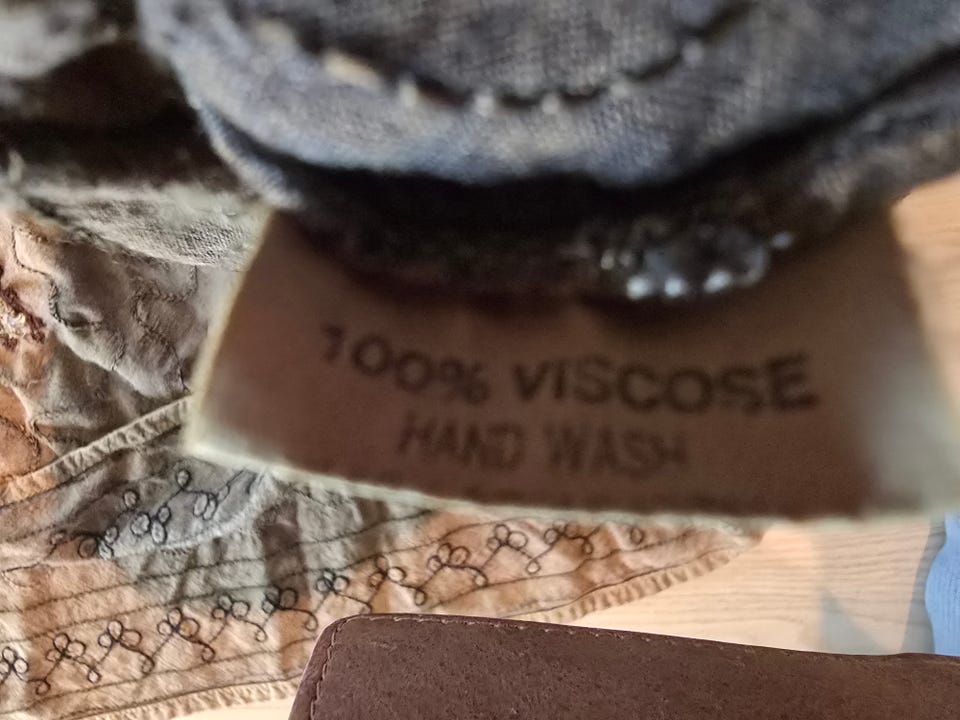 100% VISCOSE
HAND WASH